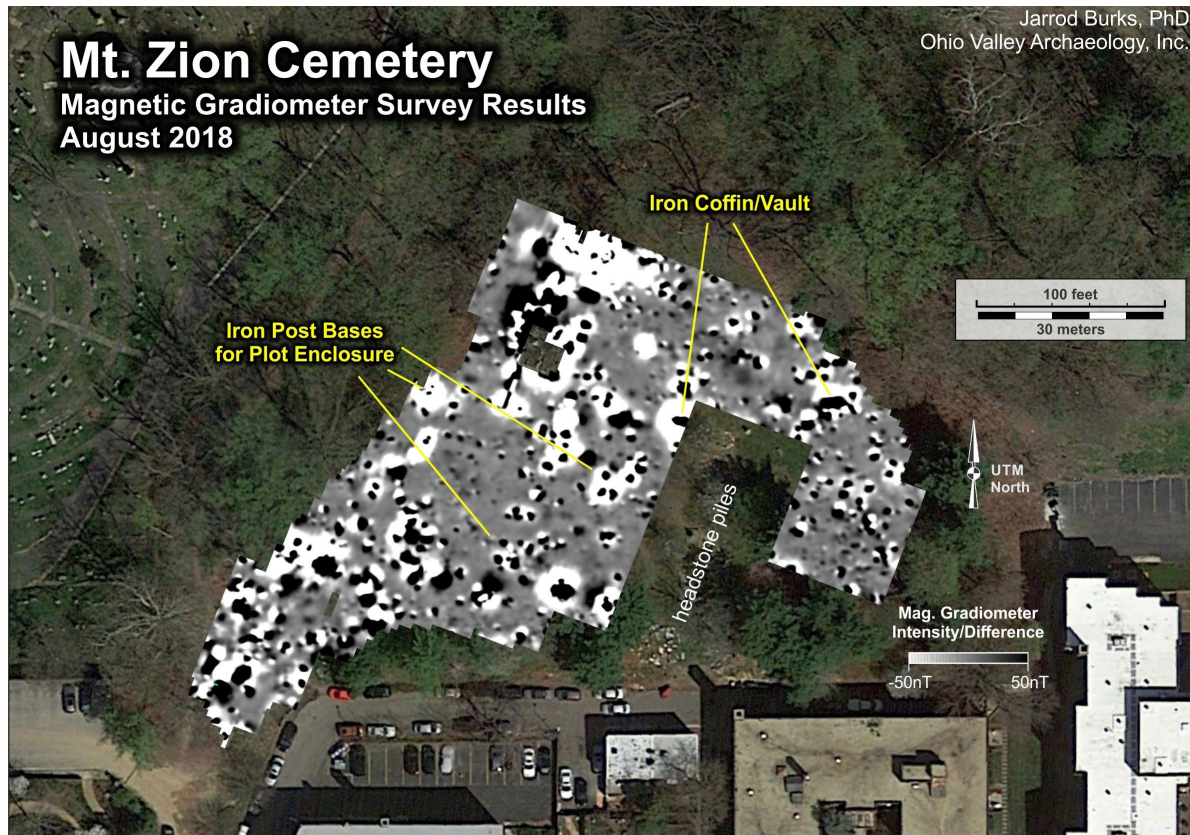 Mt. Zion Cemetery
Magnetic Gradiometer Survey Results
August 2018
Jarrod Burks, PhD
Ohio Valley Archaeology, Inc.
Iron Coffin/Vault
Iron Post Bases
for Plot Enclosure
100 feet
30 meters
UTM
North
headstone piles
Mag. Gradiometer
Intensity/Difference
-50nT 50nT